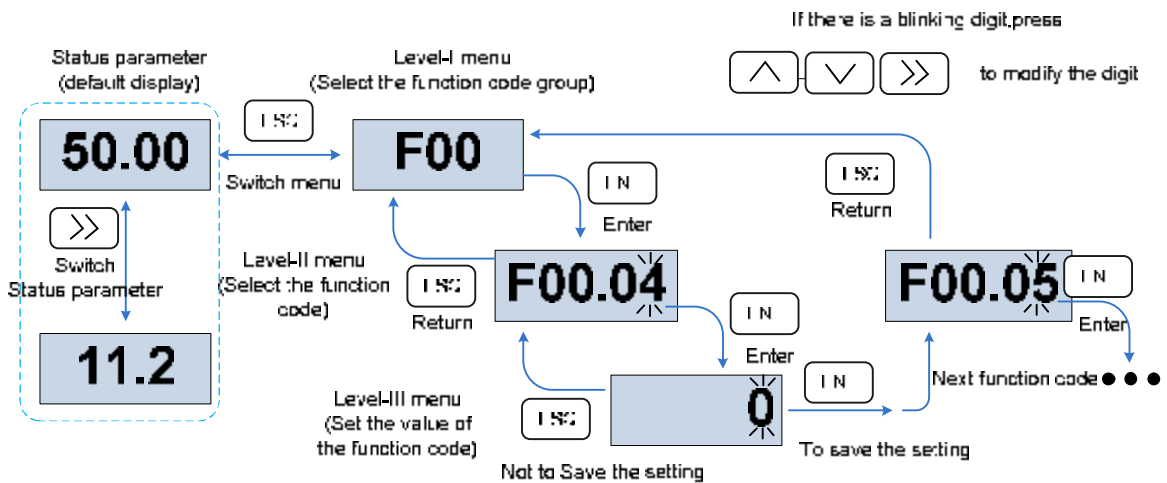 If there is a blinking digit,press
to modify the digit
Status parameter
(default display)
Level-I menu
(Select the function code group)
50.00
Switch menu
F00
Enter
Return
Switch
Status parameter
11.2
Level-II menu
(Select the function
code)
Return
F00.04
Enter
F00.05
Enter
Next function code
Level-III menu
(Set the value of
the function code)
0
To save the setting
Not to Save the setting